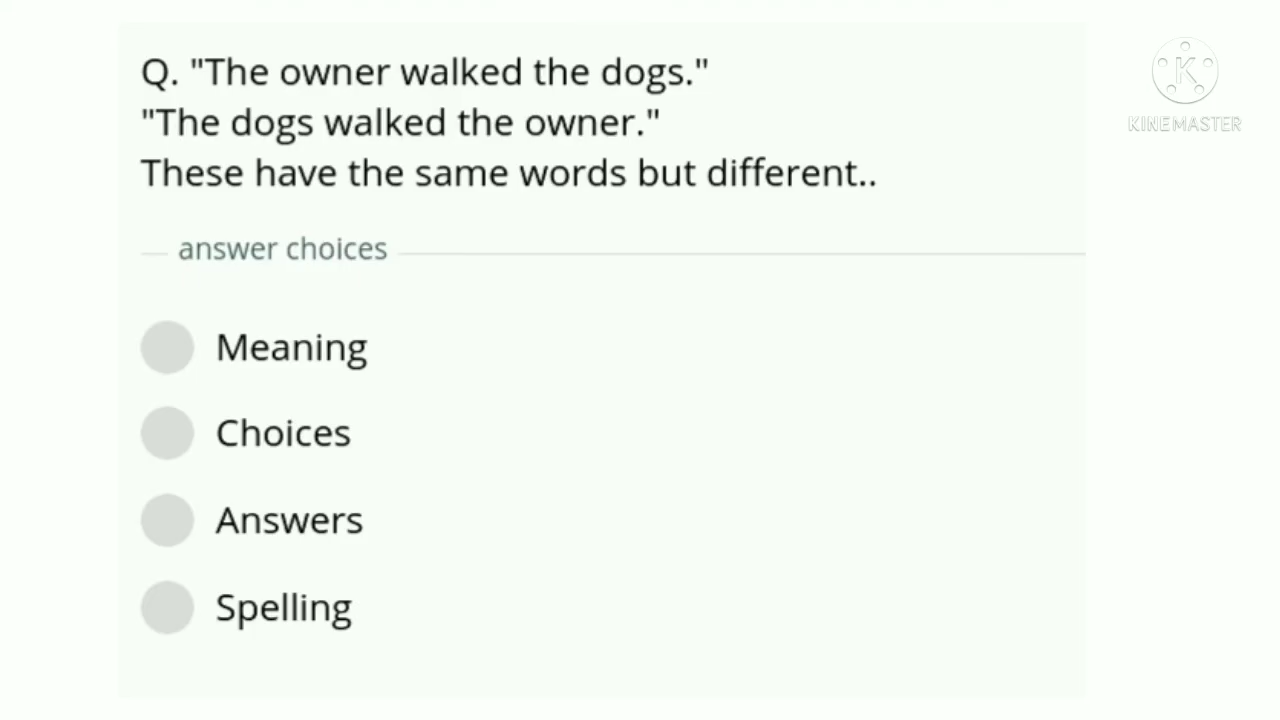 Q. "The owner walked the dogs."
"The dogs walked the owner."
These have the same words but different..
answer choices
Meaning
Choices
Answers
Spelling
K
KINEMASTER